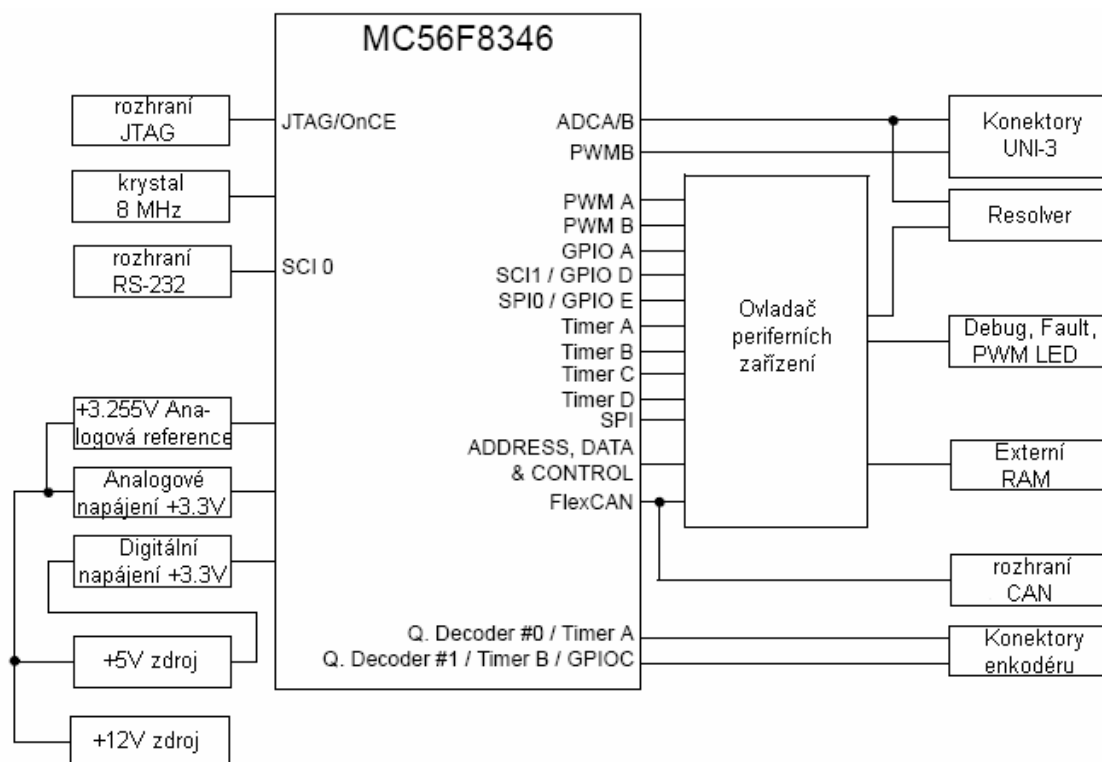 MC56F8346
rozhraní
JTAG
krystal
8 MHz
rozhraní
RS-232
+3.255V Ana-
logová reference
Analogové
napájení +3.3V
Digitální
napájení +3.3V
+5V zdroj
+12V zdroj
JTAG/OnCE
SCI 0
ADCA/B
PWMB
PWM A
PWM B
GPIO A
SCI1 / GPIO D
SPI0 / GPIO E
Timer A
Timer B
Timer C
Timer D
SPI
ADDRESS, DATA
& CONTROL
FlexCAN
Q. Decoder #0 / Timer A
Q. Decoder #1 / Timer B / GPIOC
Ovladač
periferních
zařízení
Konektory
UNI-3
Resolver
Debug, Fault,
PWM LED
Externí
RAM
rozhraní
CAN
Konektory
enkodéru